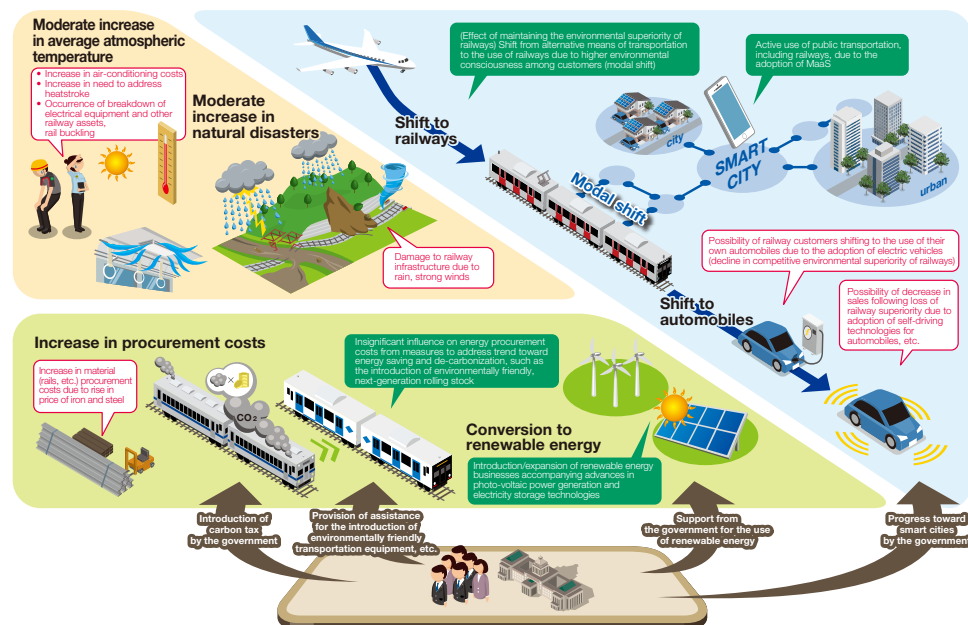 Moderate increase
in average atmospheric
temperature
• Increase in air-conditioning costs
• Increase in need to address
heatstroke
• Occurrence of breakdown of
electrical equipment and other
railway assets,
rail buckling
Moderate
increase in
natural disasters
Damage to railway
infrastructure due to
rain, strong winds
(Effect of maintaining the environmental superiority of
railways) Shift from alternative means of transportation
to the use of railways due to higher environmental
consciousness among customers (modal shift)
Active use of public transportation,
including railways, due to the
adoption of MaaS
Shift to
railways
city
SMART
CITY
urban
Modal shift
Possibility of railway customers shifting to the use of their
own automobiles due to the adoption of electric vehicles
(decline in competitive environmental superiority of railways)
Shift to
automobiles
Possibility of decrease in
sales following loss of
railway superiority due to
adoption of self-driving
technologies for
automobiles, etc.
Increase in procurement costs
Increase in material
(rails, etc.) procurement
costs due to rise in
price of iron and steel
CO2
Insignificant influence on energy procurement
costs from measures to address trend toward
energy saving and de-carbonization, such as
the introduction of environmentally friendly,
next-generation rolling stock
Conversion to
renewable energy
Introduction/expansion of renewable energy
businesses accompanying advances in
photo-voltaic power generation and
electricity storage technologies
Introduction of
carbon tax
by the government
Provision of assistance
for the introduction of
environmentally friendly
transportation equipment, etc.
Support from
the government for the use
of renewable energy
Progress toward
smart cities
by the government